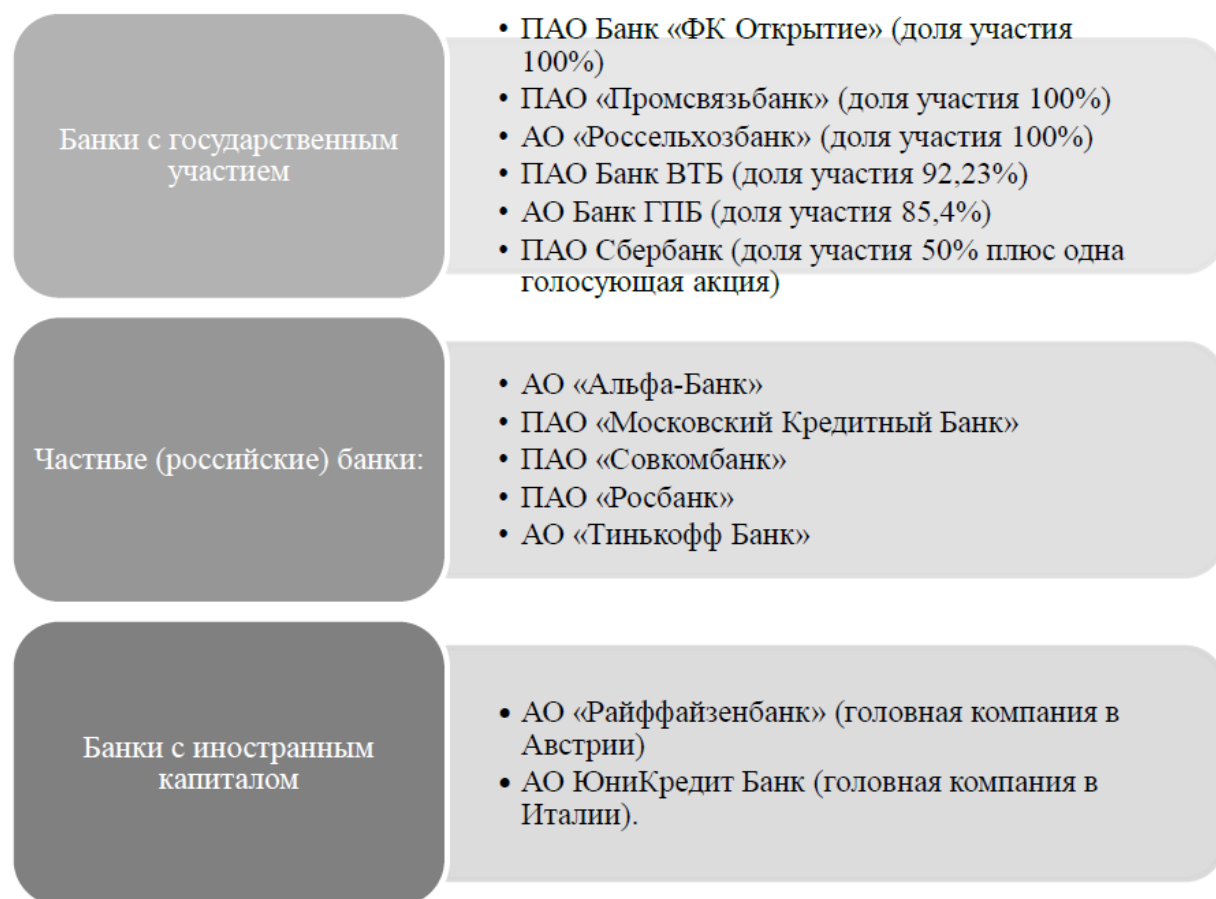 Банки с государственным
участием
• ПАО Банк «ФК Открытие» (доля участия
100%)
• ПАО «Промсвязьбанк» (доля участия 100%)
• АО «Россельхозбанк» (доля участия 100%)
• ПАО Банк ВТБ (доля участия 92,23%)
• АО Банк ГПБ (доля участия 85,4%)
• ПАО Сбербанк (доля участия 50% плюс одна
голосующая акция)
Частные (российские) банки:
• АО «Альфа-Банк»
• ПАО «Московский Кредитный Банк»
• ПАО «Совкомбанк»
• ПАО «Росбанк»
• АО «Тинькофф Банк»
Банки с иностранным
капиталом
• АО «Райффайзенбанк» (головная компания в
Австрии)
• АО ЮниКредит Банк (головная компания в
Италии).